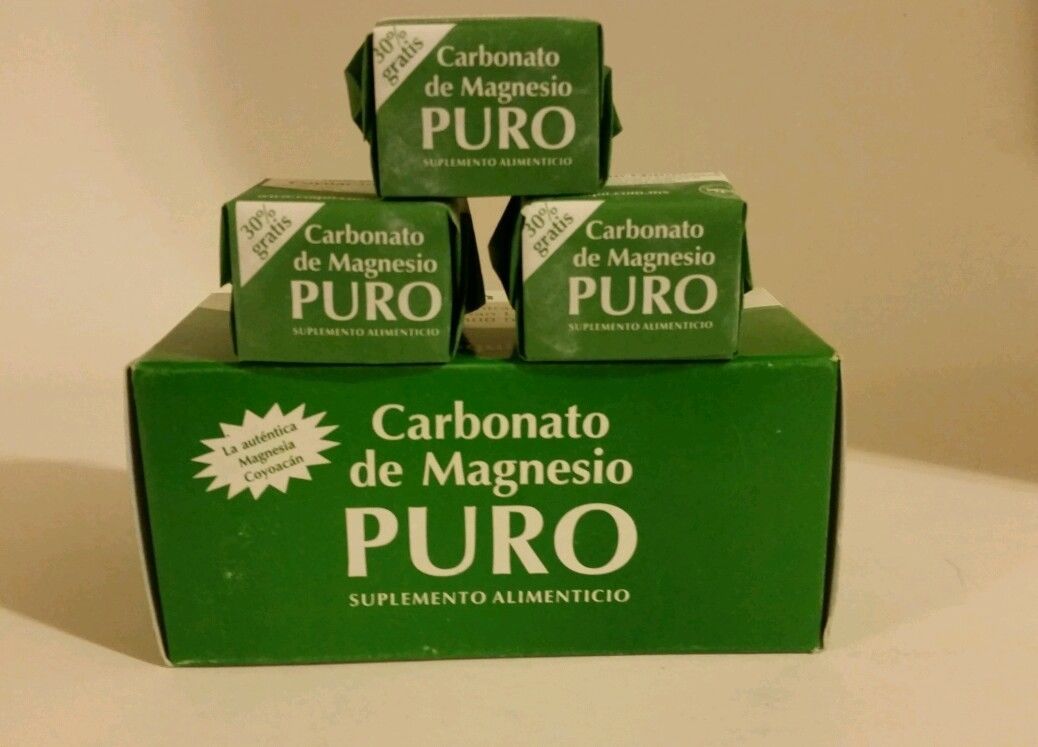 30%
gratis
Carbonato
de Magnesio
PURO
SUPLEMENTO ALIMENTICIO
30%
gratis
Carbonato
de Magnesio
PURO
SUPLEMENTO ALIMENTICIO
30%
gratis
Carbonato
de Magnesio
PURO
SUPLEMENTO ALIMENTICIO
La auténtica
Magnesia
Coyoacán
Carbonato
de Magnesio
PURO
SUPLEMENTO ALIMENTICIO